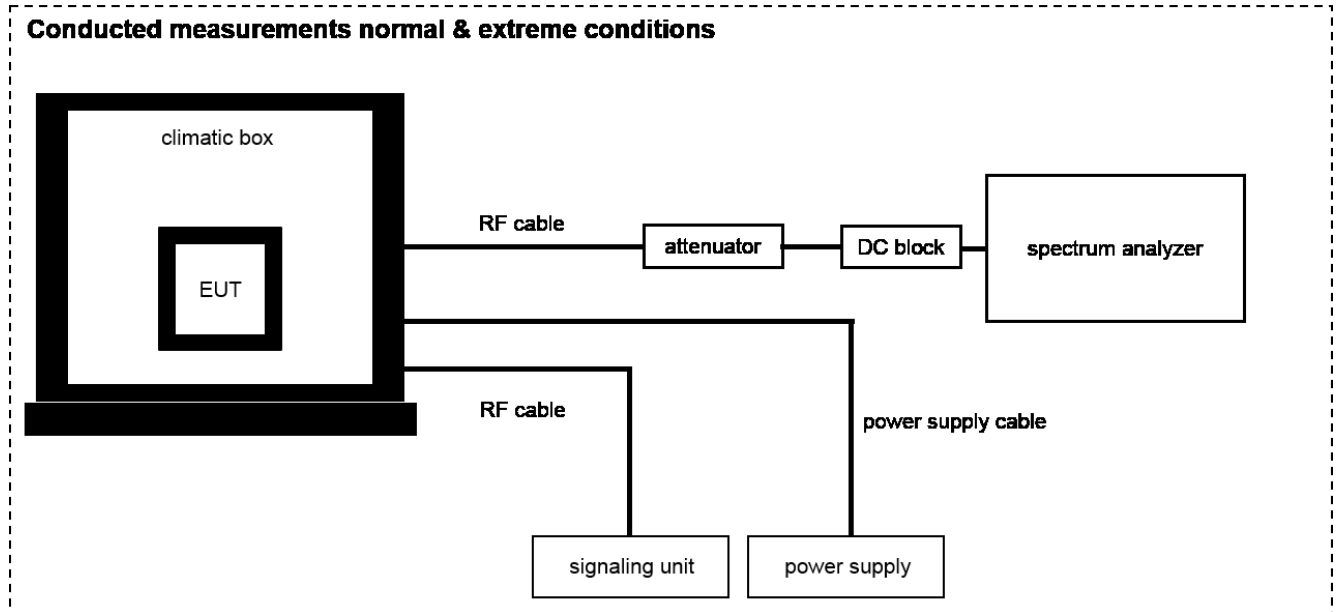 Conducted measurements normal & extreme conditions
climatic box
RF cable
attenuator
DC block
spectrum analyzer
EUT
RF cable
power supply cable
signaling unit
power supply